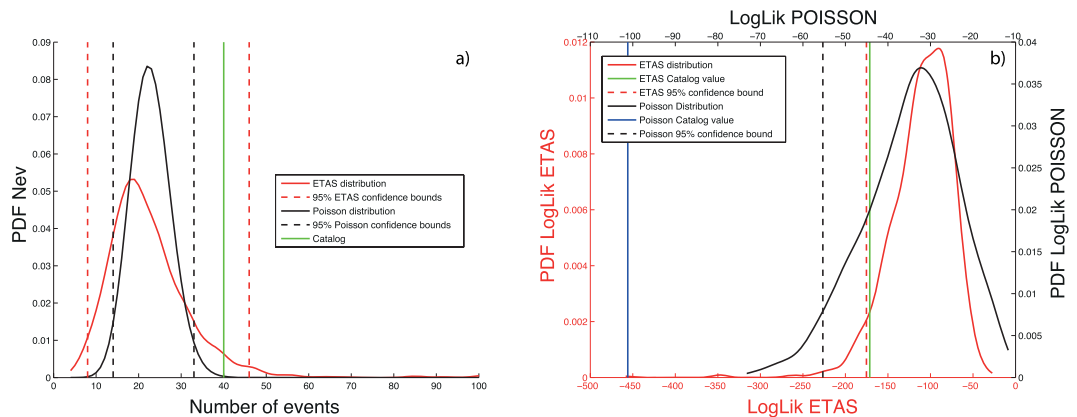 a)
0.09
0.08
0.07
0.06
0.05
0.04
0.03
0.02
0.01
0
PDF Nev
ETAS distribution
95% ETAS confidence bounds
Poisson distribution
95% Poisson confidence bounds
Catalog
0 10 20 30 40 50 60 70 80 90 100
Number of events
LogLik POISSON
−110 −100 −90 −80 −70 −60 −50 −40 −30 −20 −10
b)
0.012
0.01
0.008
0.006
0.004
0.002
PDF LogLik ETAS
ETAS distribution
ETAS Catalog value
ETAS 95% confidence bound
Poisson Distribution
Poisson Catalog value
Poisson 95% confidence bound
0.04
0.035
0.03
0.025
0.02
0.015
0.01
0.005
0
PDF LogLik POISSON
−500 −450 −400 −350 −300 −250 −200 −150 −100 −50 0
LogLik ETAS